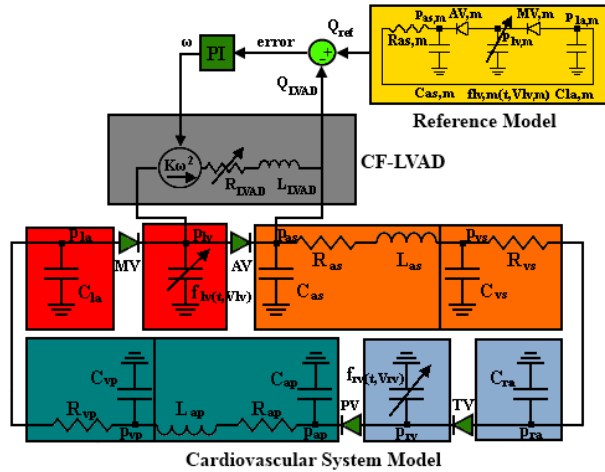 Q_ref
p_as,m AV,m MV,m p_la,m
ω error
PI
- +
R_as,m p_lv,m
Q_LVAD
C_as,m f_lv,m(t,V_lv,m) C_la,m
Reference Model
Kω²
R_LVAD L_LVAD
CF-LVAD
p_la p_lv p_as p_vs
MV AV R_as L_as R_vs
C_la f_lv(t,V_lv) C_as C_vs
C_vp C_ap f_rv(t,V_rv) C_ra
R_vp L_ap R_ap PV TV
p_vp p_ap p_rv p_ra
Cardiovascular System Model